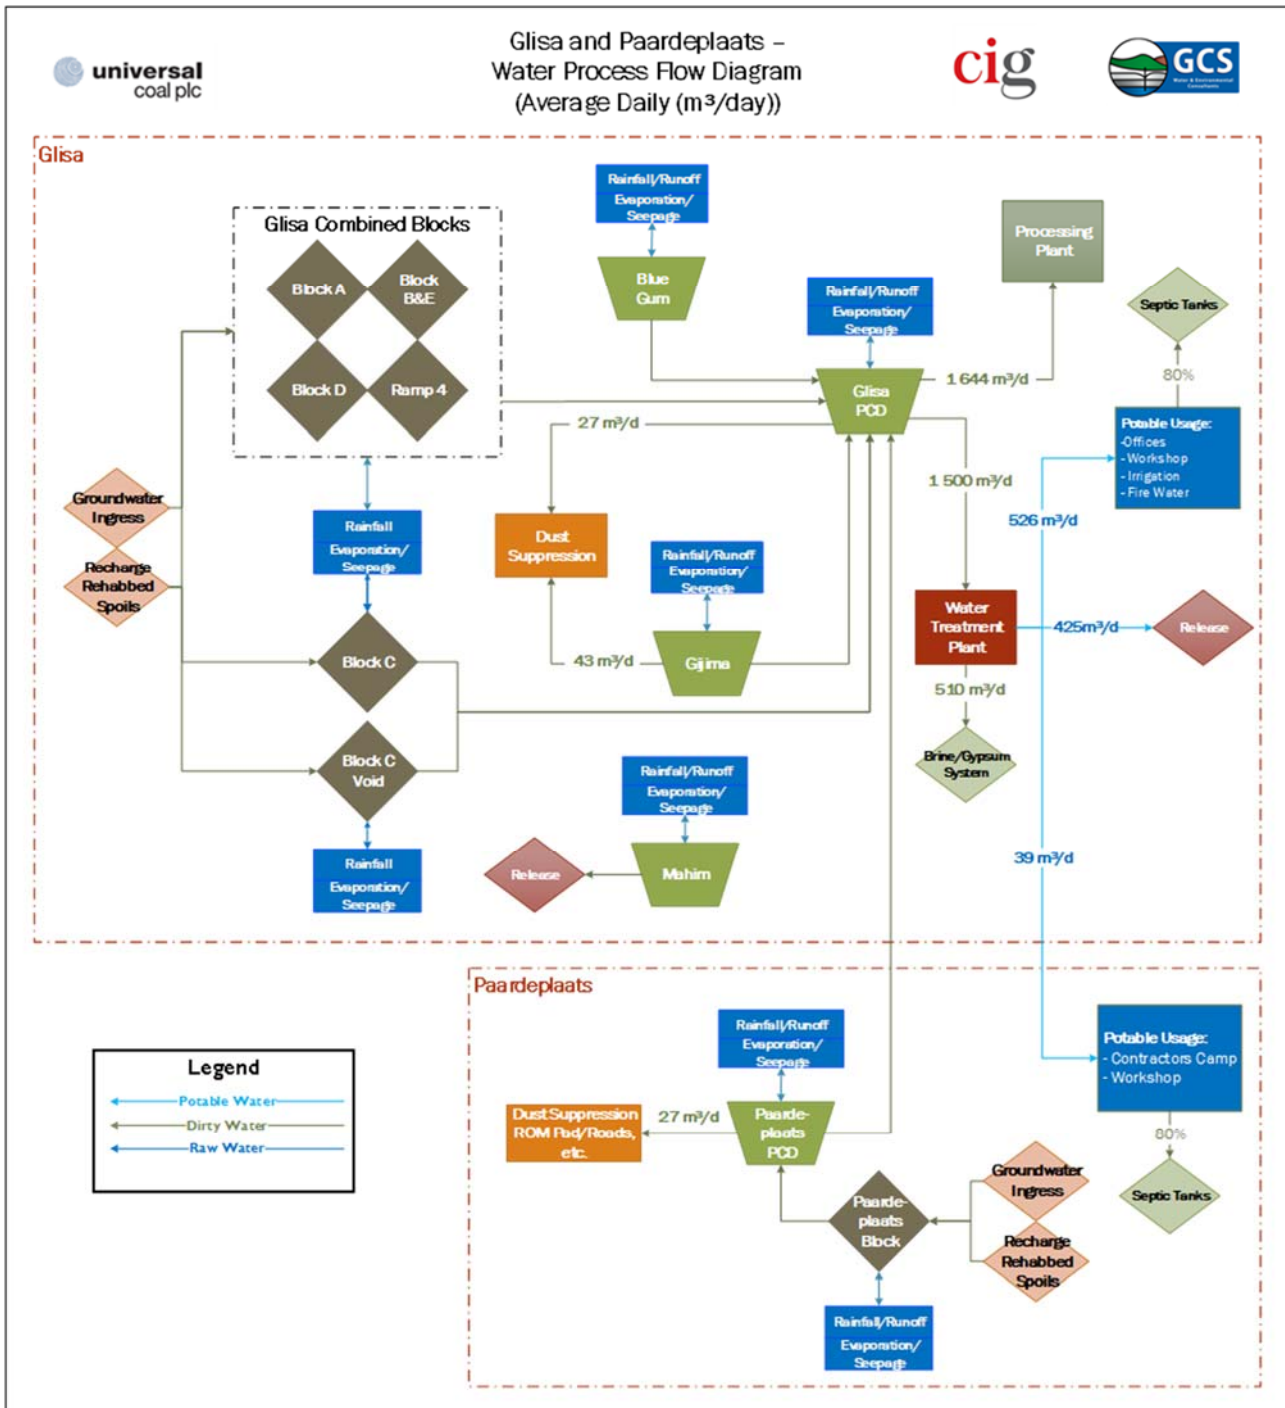 universal
coal plc
Glisa and Paardeplaats –
Water Process Flow Diagram
(Average Daily (m³/day))
cig
GCS
Water & Environmental
Consultants
Glisa
Glisa Combined Blocks
Block A
Block
B&E
Block D
Ramp 4
Rainfall/Runoff
Evaporation/
Seepage
Blue
Gum
Rainfall/Runoff
Evaporation/
Seepage
Glisa
PCD
1 644 m³/d
Processing
Plant
Septic Tanks
80%
Potable Usage:
-Offices
- Workshop
- Irrigation
- Fire Water
27 m³/d
1 500 m³/d
526 m³/d
Groundwater
Ingress
Recharge
Rehabbed
Spoils
Rainfall
Evaporation/
Seepage
Dust
Suppression
Rainfall/Runoff
Evaporation/
Seepage
Water
Treatment
Plant
425m³/d
Release
Block C
43 m³/d
Gijima
510 m³/d
Brine/Gypsum
System
Block C
Void
Rainfall/Runoff
Evaporation/
Seepage
Rainfall
Evaporation/
Seepage
Release
Mahim
39 m³/d
Paardeplaats
Rainfall/Runoff
Evaporation/
Seepage
Potable Usage:
- Contractors Camp
- Workshop
Legend
Potable Water
Dirty Water
Raw Water
Dust Suppression
ROM Pad/Roads,
etc.
27 m³/d
Paarde-
plaats
PCD
80%
Septic Tanks
Paarde-
plaats
Block
Groundwater
Ingress
Recharge
Rehabbed
Spoils
Rainfall/Runoff
Evaporation/
Seepage